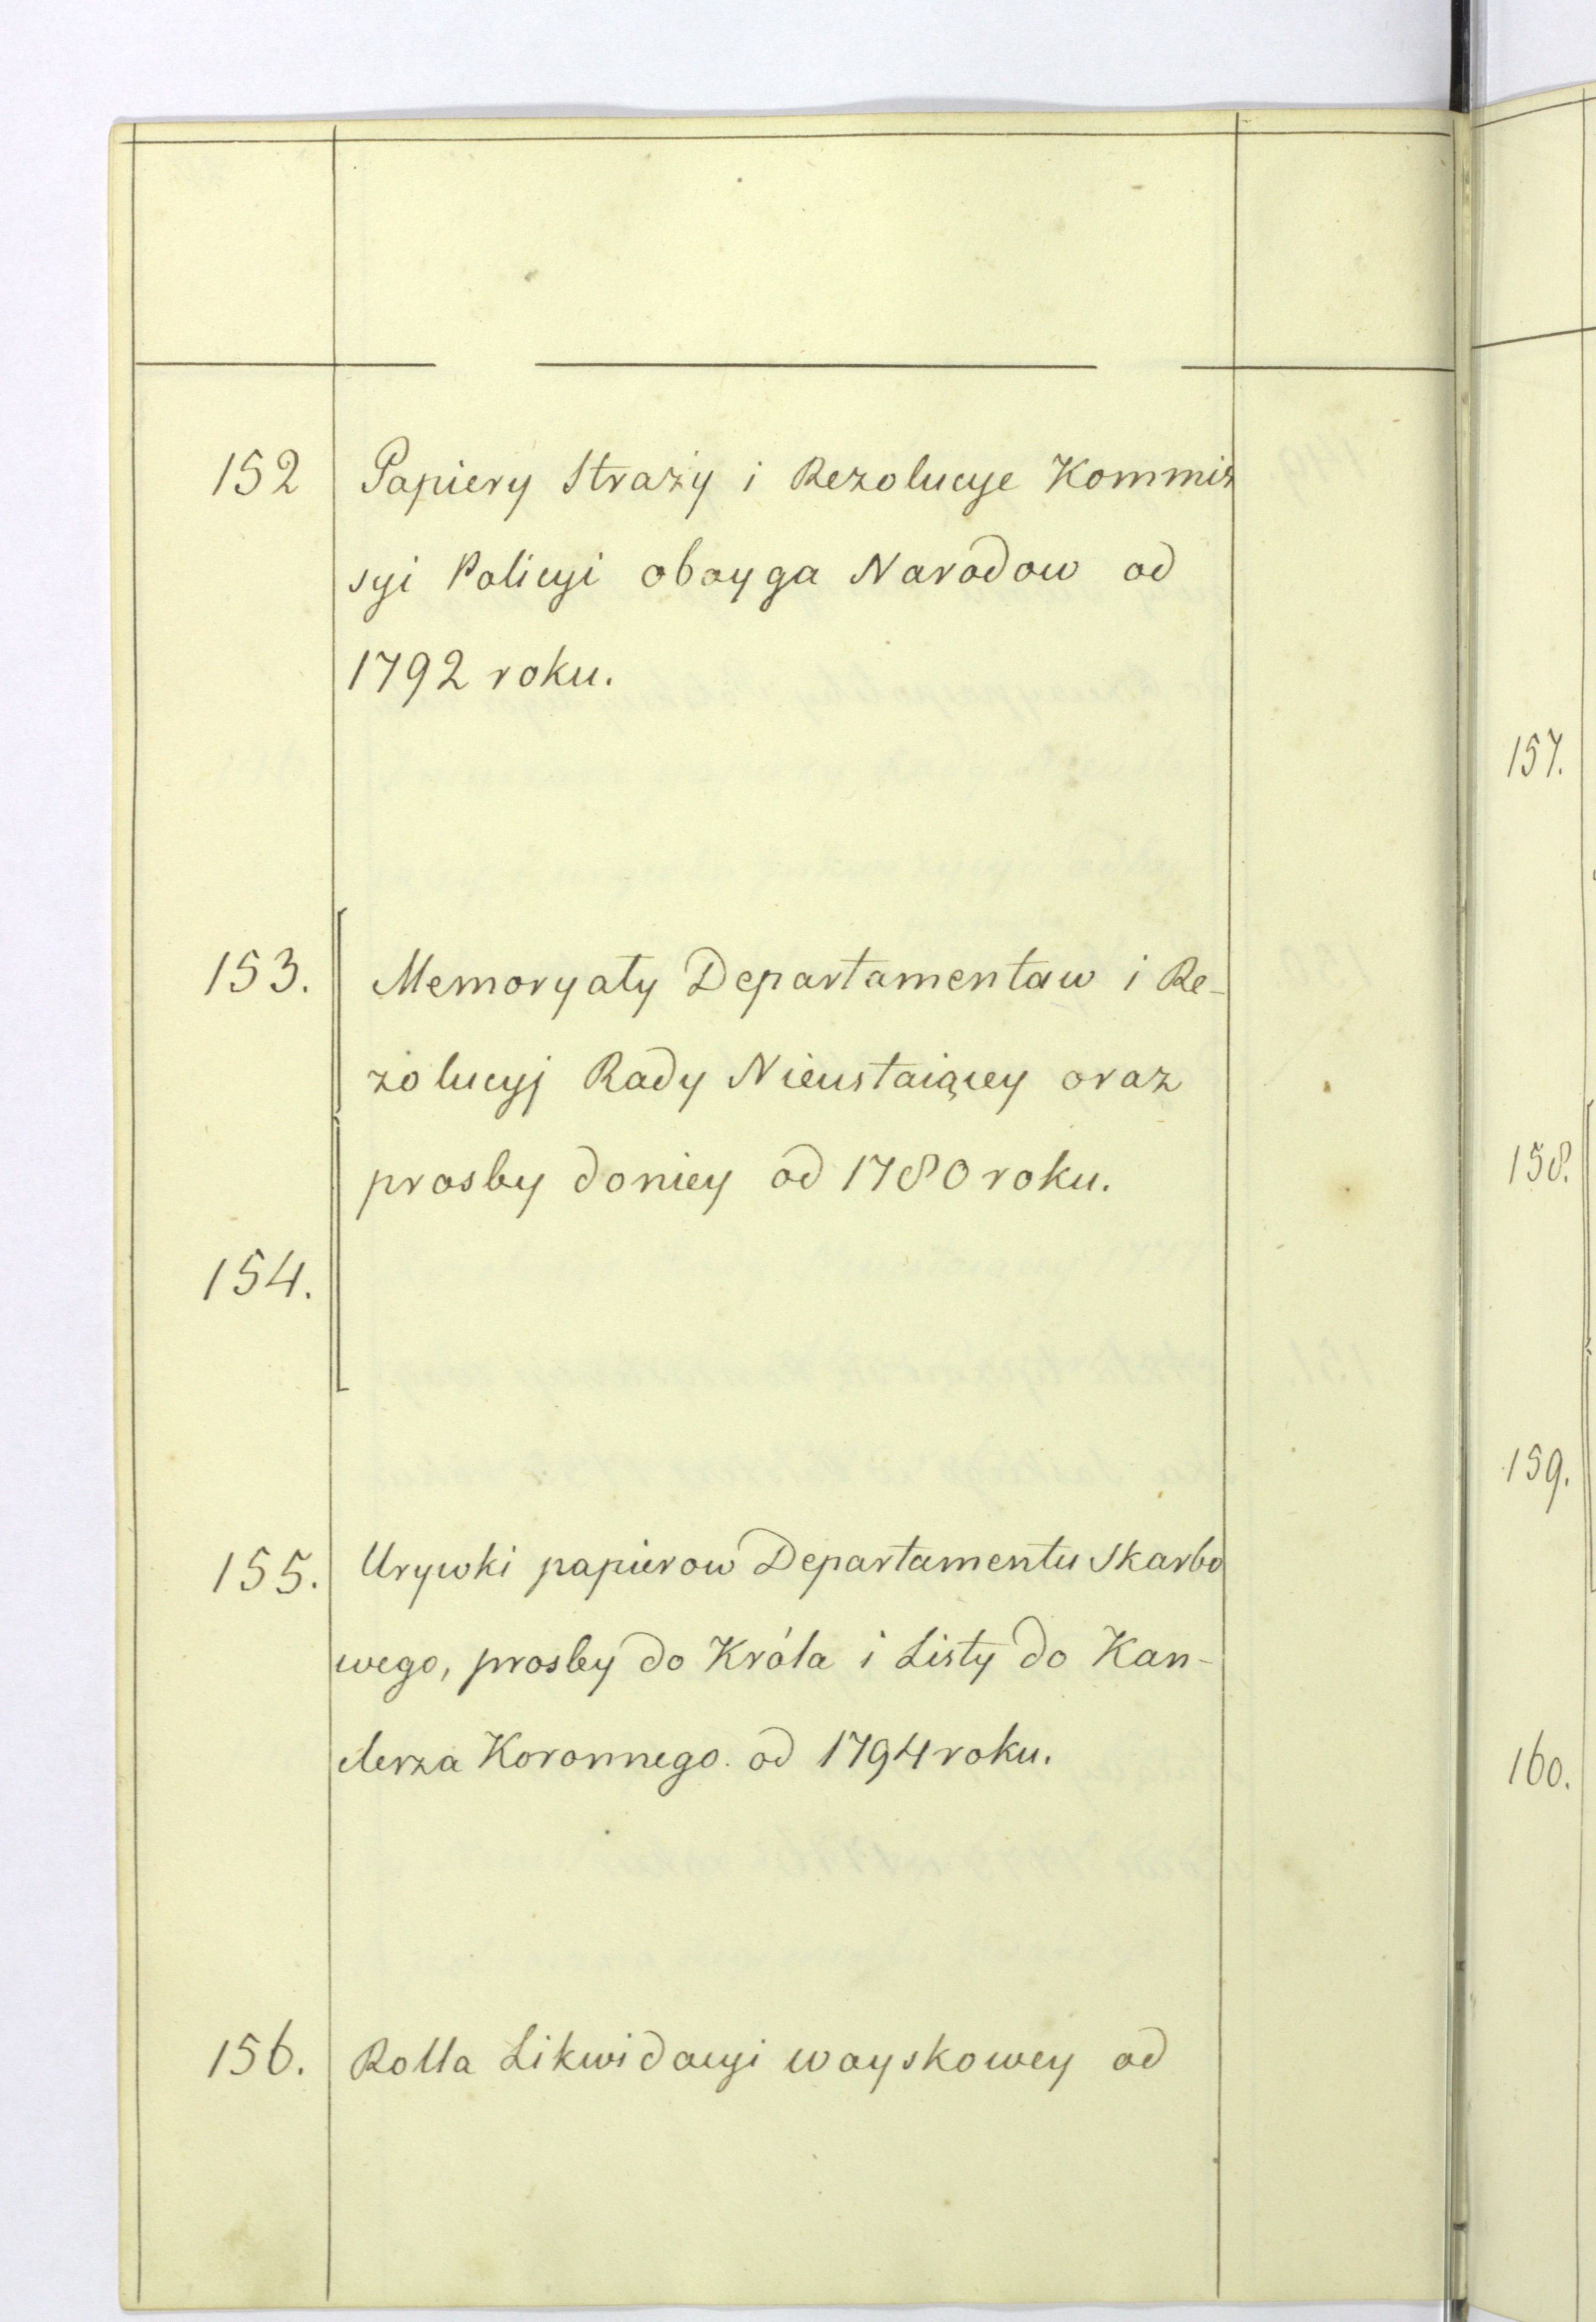 152 Papiery Straży i Rezolucye Kommis
syi Policyi oboyga Narodow od
1792 roku.
153. Memoryały Departamentow i Re-
zolucyj Rady Nieustaiącey oraz
prosby doniey od 1780 roku.
154.
155. Urywki papierow Departamentu Skarbo
wego, prosby do Króla i Listy do Kan-
clerza Koronnego od 1794 roku.
156. Rolla Likwidacyi woyskowey od
157.
158.
159.
160.